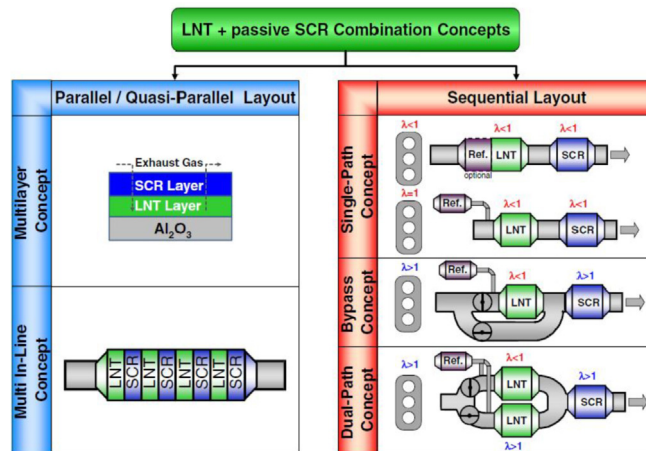 LNT + passive SCR Combination Concepts
Parallel / Quasi-Parallel Layout
Multilayer
Concept
Exhaust Gas
SCR Layer
LNT Layer
Al₂O₃
Multi In-Line
Concept
LNT SCR LNT SCR LNT SCR LNT SCR
Sequential Layout
Single-Path
Concept
λ<1 λ<1 λ<1
Ref. LNT SCR
optional
λ=1 Ref. λ<1 λ<1
LNT SCR
Bypass
Concept
λ>1 Ref. λ<1 λ>1
LNT SCR
Dual-Path
Concept
λ>1 Ref. λ<1 λ>1
LNT
SCR
LNT
λ>1